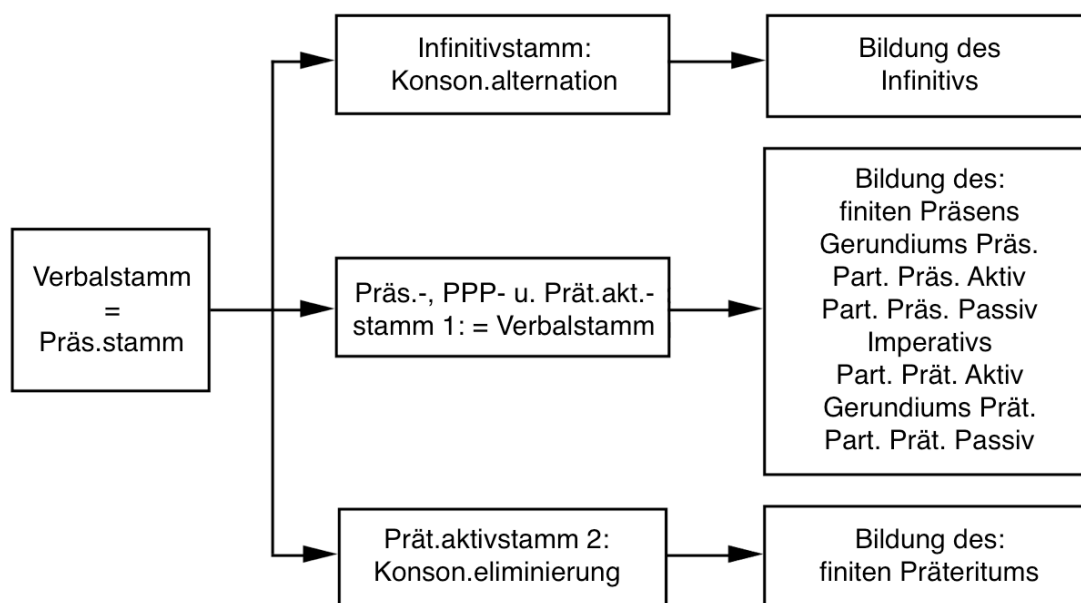 Verbalstamm
=
Präs.stamm
Infinitivstamm:
Konson.alternation
Bildung des
Infinitivs
Präs.-, PPP- u. Prät.akt.-
stamm 1: = Verbalstamm
Bildung des:
finiten Präsens
Gerundiums Präs.
Part. Präs. Aktiv
Part. Präs. Passiv
Imperativs
Part. Prät. Aktiv
Gerundiums Prät.
Part. Prät. Passiv
Prät.aktivstamm 2:
Konson.eliminierung
Bildung des:
finiten Präteritums